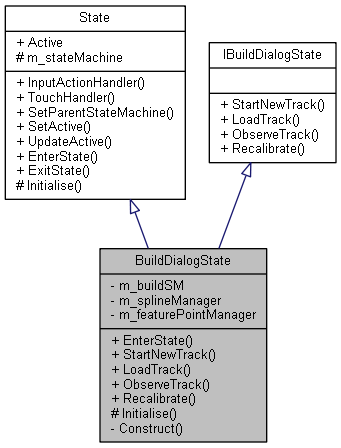 State
+ Active
# m_stateMachine
+ InputActionHandler()
+ TouchHandler()
+ SetParentStateMachine()
+ SetActive()
+ UpdateActive()
+ EnterState()
+ ExitState()
# Initialise()
IBuildDialogState
+ StartNewTrack()
+ LoadTrack()
+ ObserveTrack()
+ Recalibrate()
BuildDialogState
- m_buildSM
- m_splineManager
- m_featurePointManager
+ EnterState()
+ StartNewTrack()
+ LoadTrack()
+ ObserveTrack()
+ Recalibrate()
# Initialise()
- Construct()